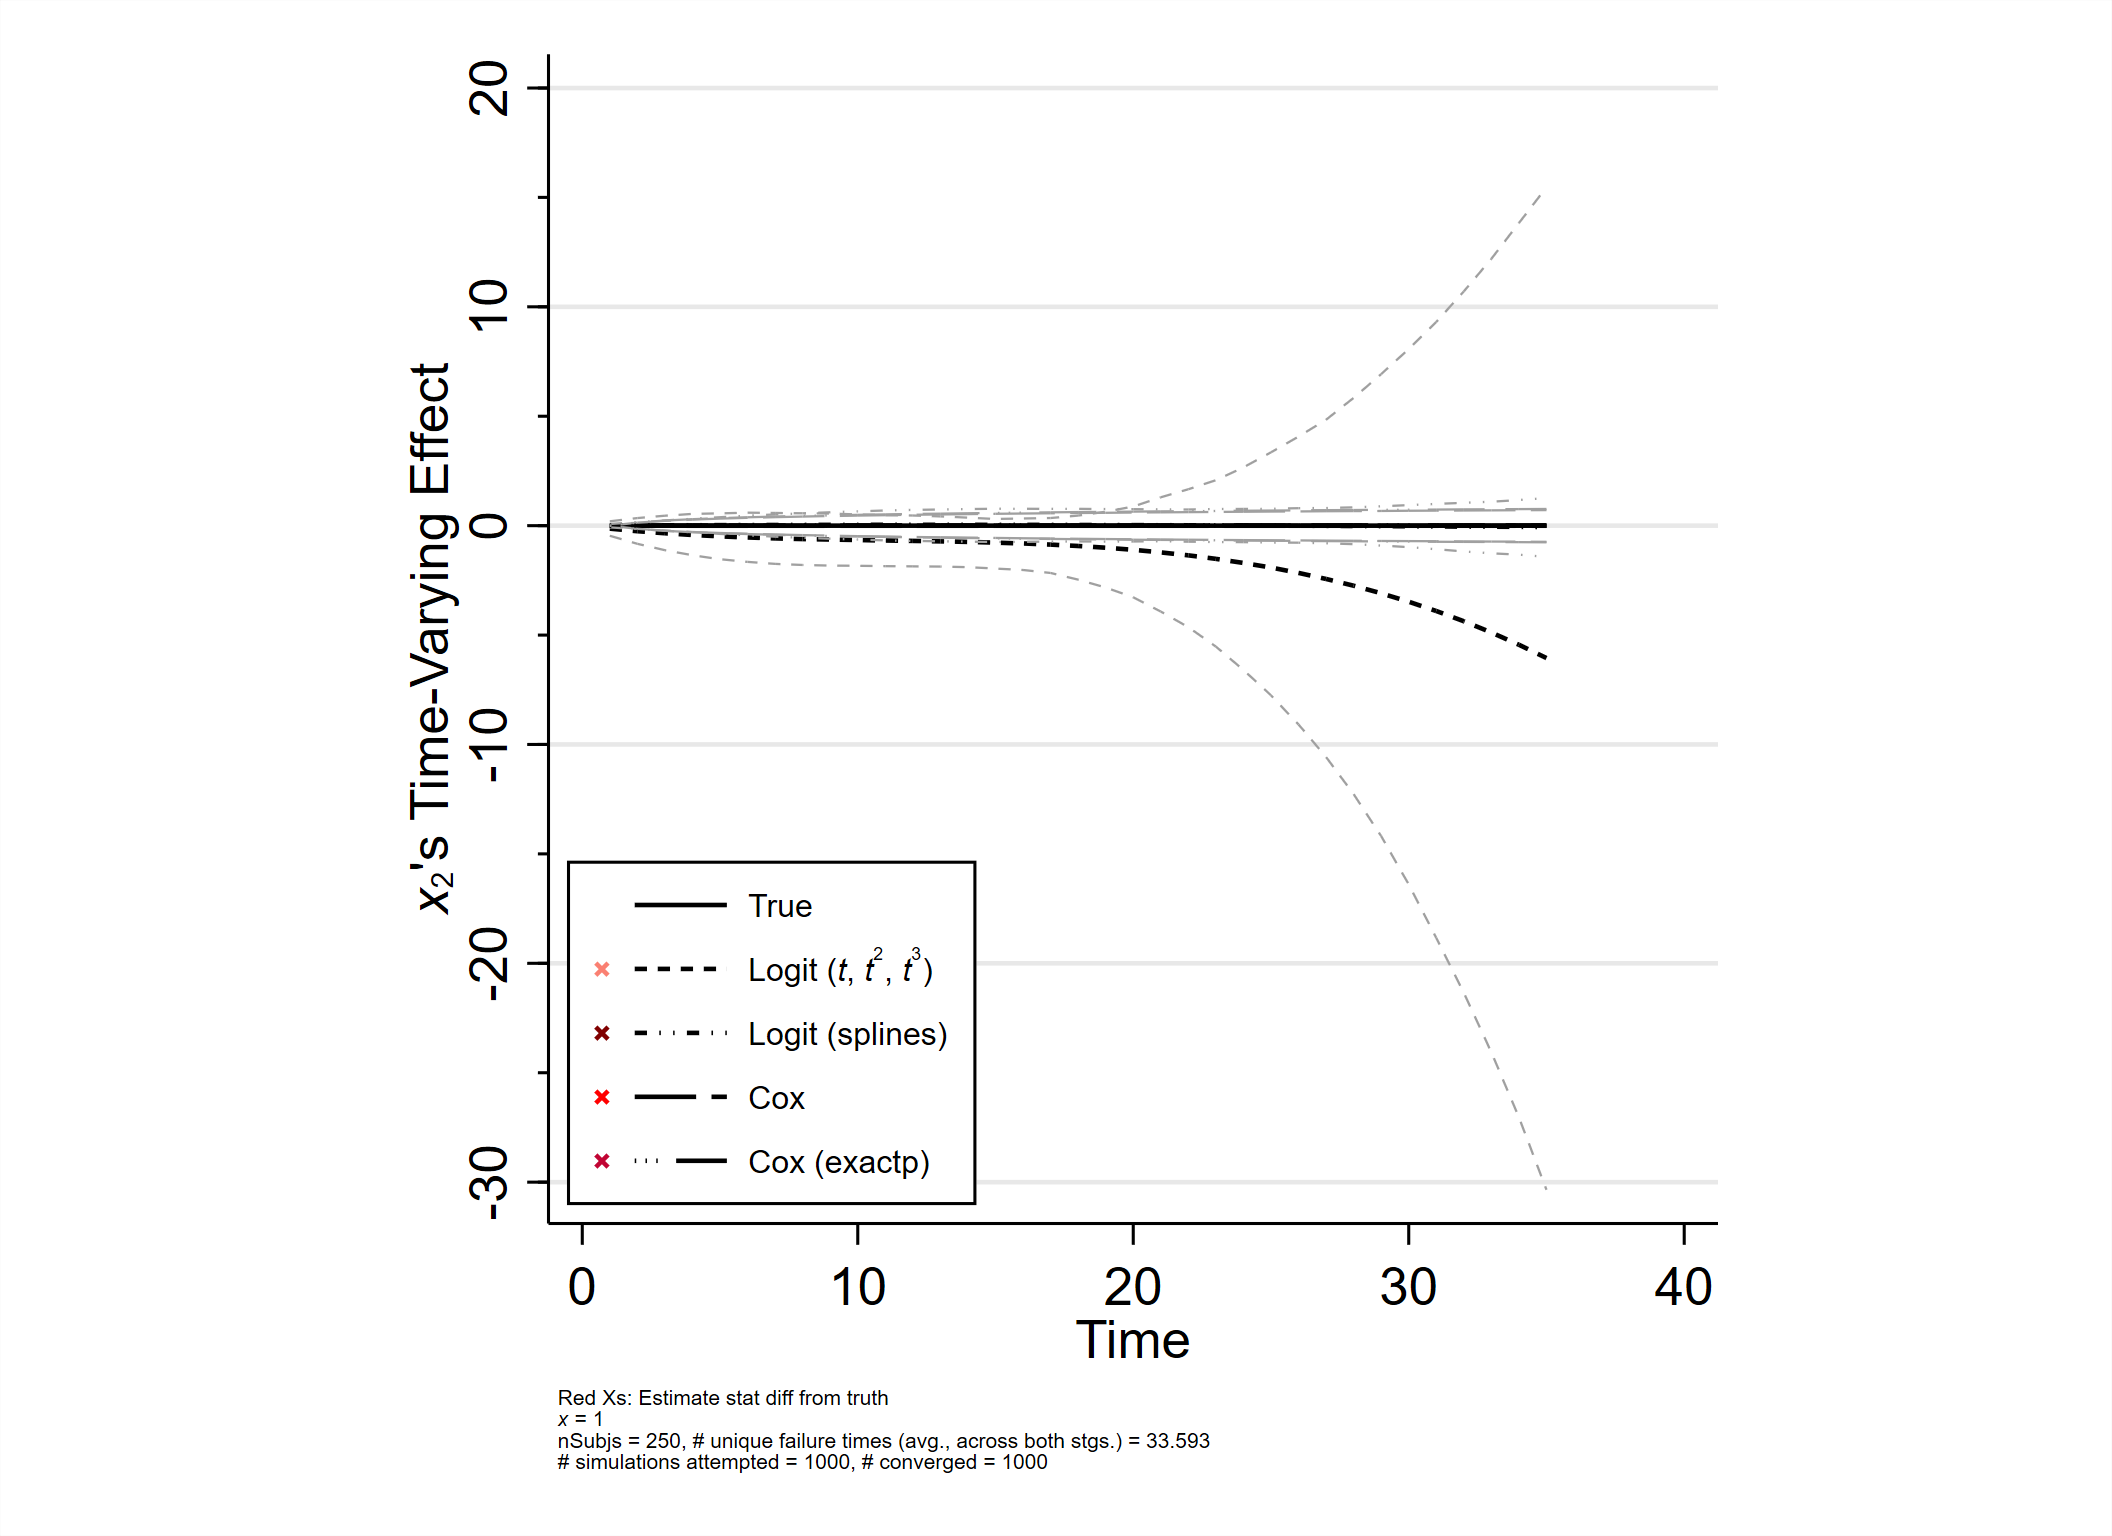 20
10
0
-10
-20
-30
x₂'s Time-Varying Effect
True
Logit (t, t², t³)
Logit (splines)
Cox
Cox (exactp)
0 10 20 30 40
Time
Red Xs: Estimate stat diff from truth
x = 1
nSubjs = 250, # unique failure times (avg., across both stgs.) = 33.593
# simulations attempted = 1000, # converged = 1000